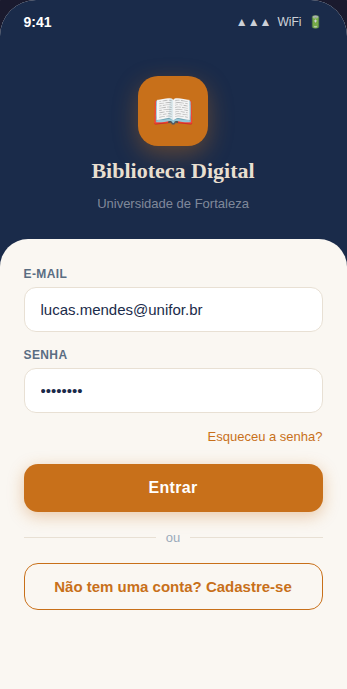 9:41
WiFi
Biblioteca Digital
Universidade de Fortaleza
E-MAIL
lucas.mendes@unifor.br
SENHA
••••••••
Esqueceu a senha?
Entrar
ou
Não tem uma conta? Cadastre-se